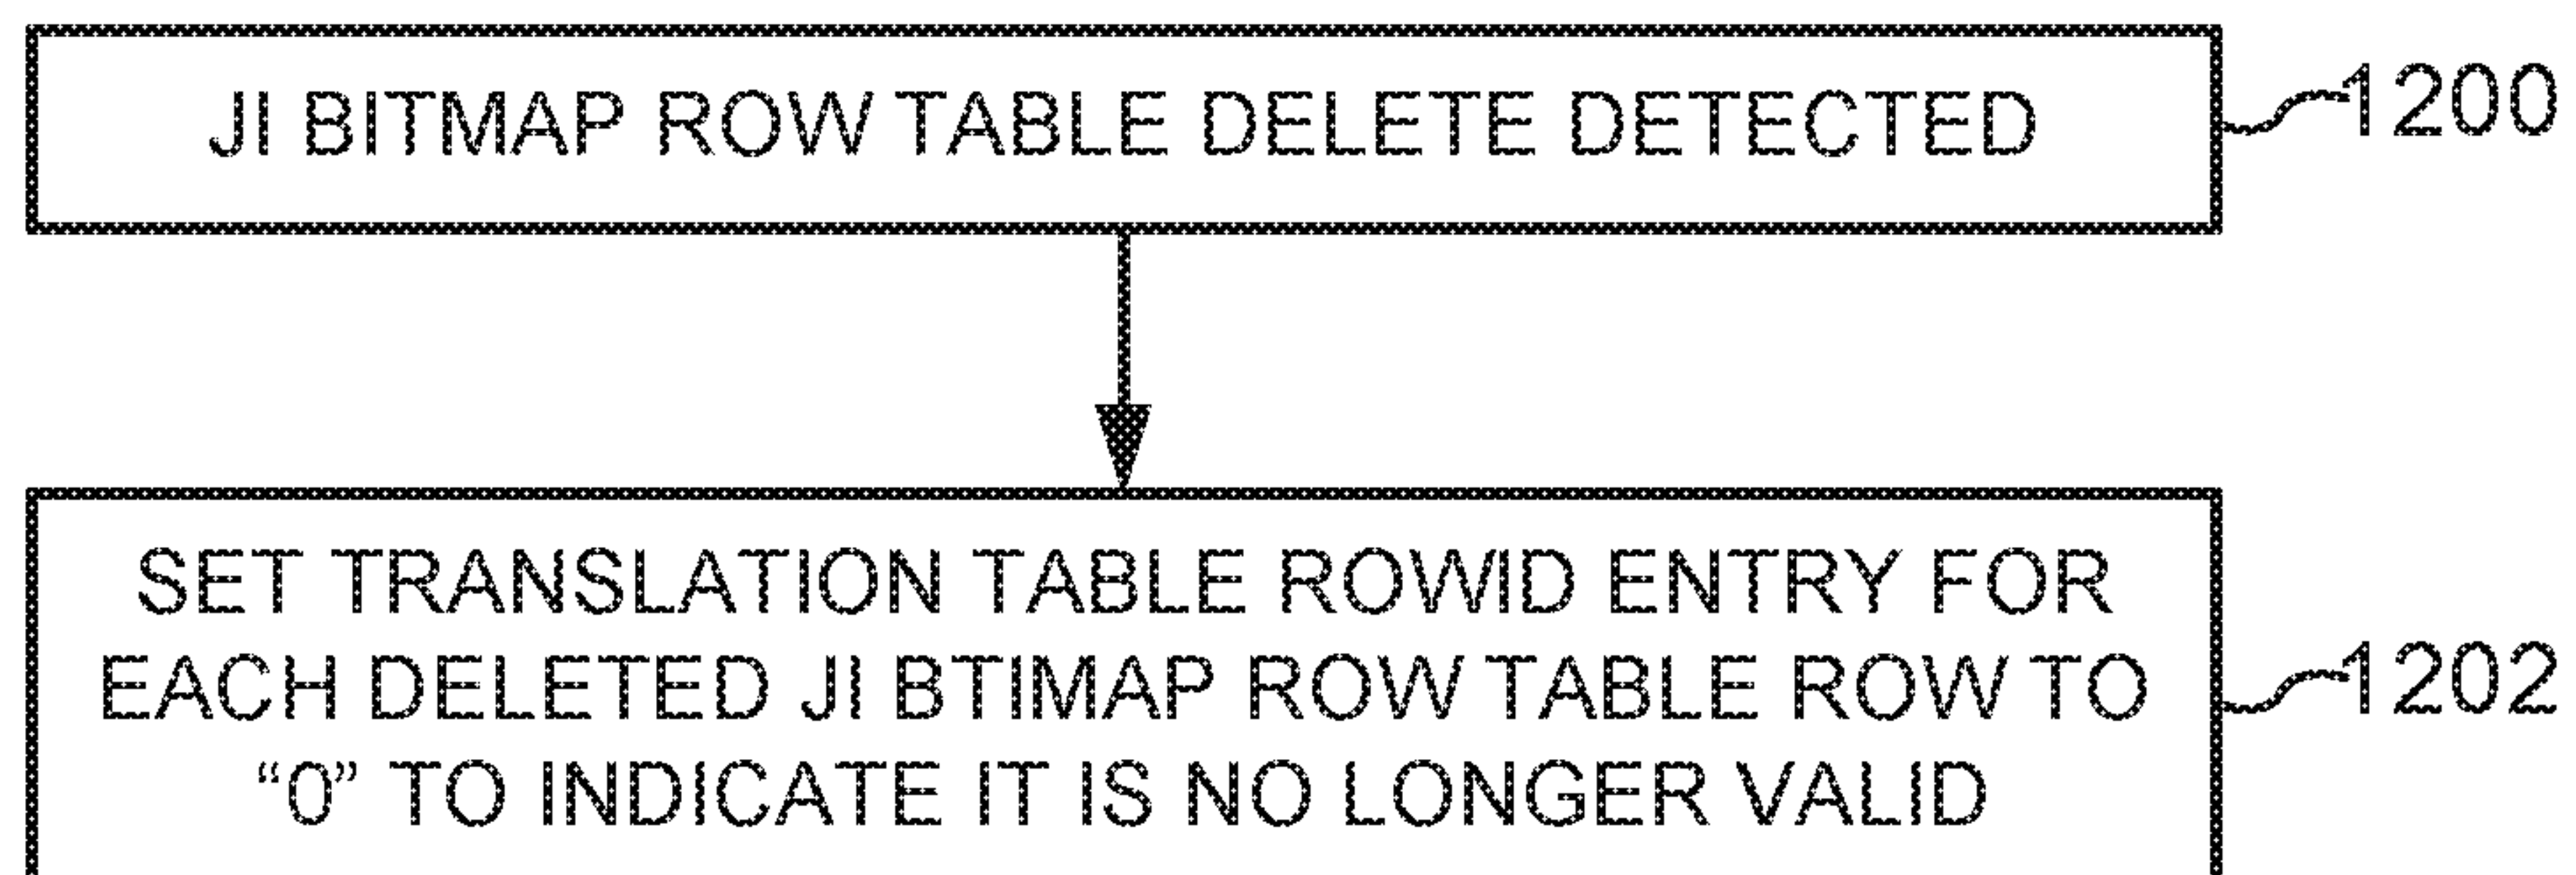 JI BITMAP ROW TABLE DELETE DETECTED
1200
SET TRANSLATION TABLE ROWID ENTRY FOR
EACH DELETED JI BTIMAP ROW TABLE ROW TO
1202
“0” TO INDICATE IT IS NO LONGER VALID